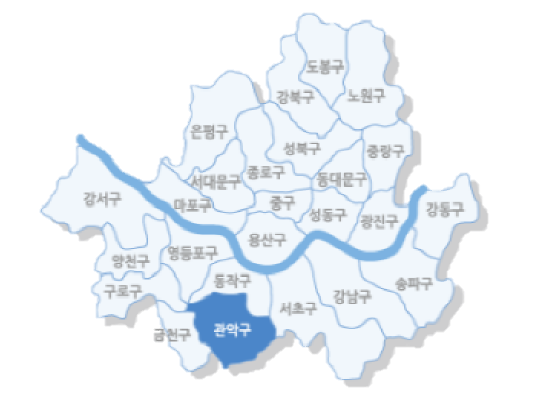 도봉구
강북구
노원구
은평구
성북구
중랑구
서대문구
종로구
동대문구
강서구
마포구
중구
성동구
광진구
강동구
용산구
양천구
영등포구
동작구
송파구
구로구
서초구
강남구
금천구
관악구